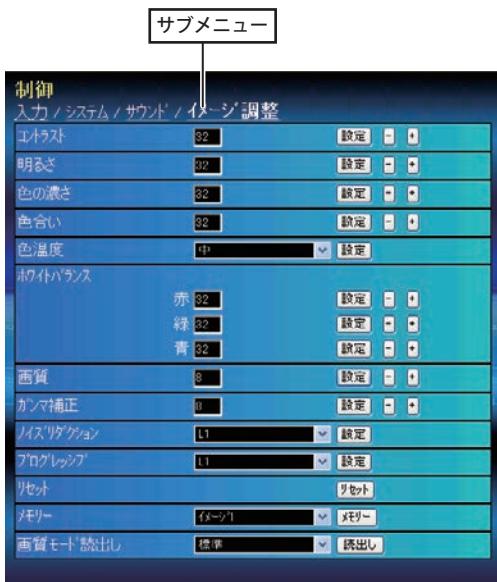 サブメニュー
制御
入力 / システム / サウンド / イメージ調整
コントラスト 32 設定 - +
明るさ 32 設定 - +
色の濃さ 32 設定 - +
色合い 32 設定 - +
色温度 中 設定
ホワイトバランス
赤 32 設定 - +
緑 32 設定 - +
青 32 設定 - +
画質 8 設定 - +
ガンマ補正 8 設定 - +
ノイズリダクション L1 設定
プログレッシブ L1 設定
リセット リセット
メモリー イメージ1 メモリー
画質モード読出し 標準 読出し